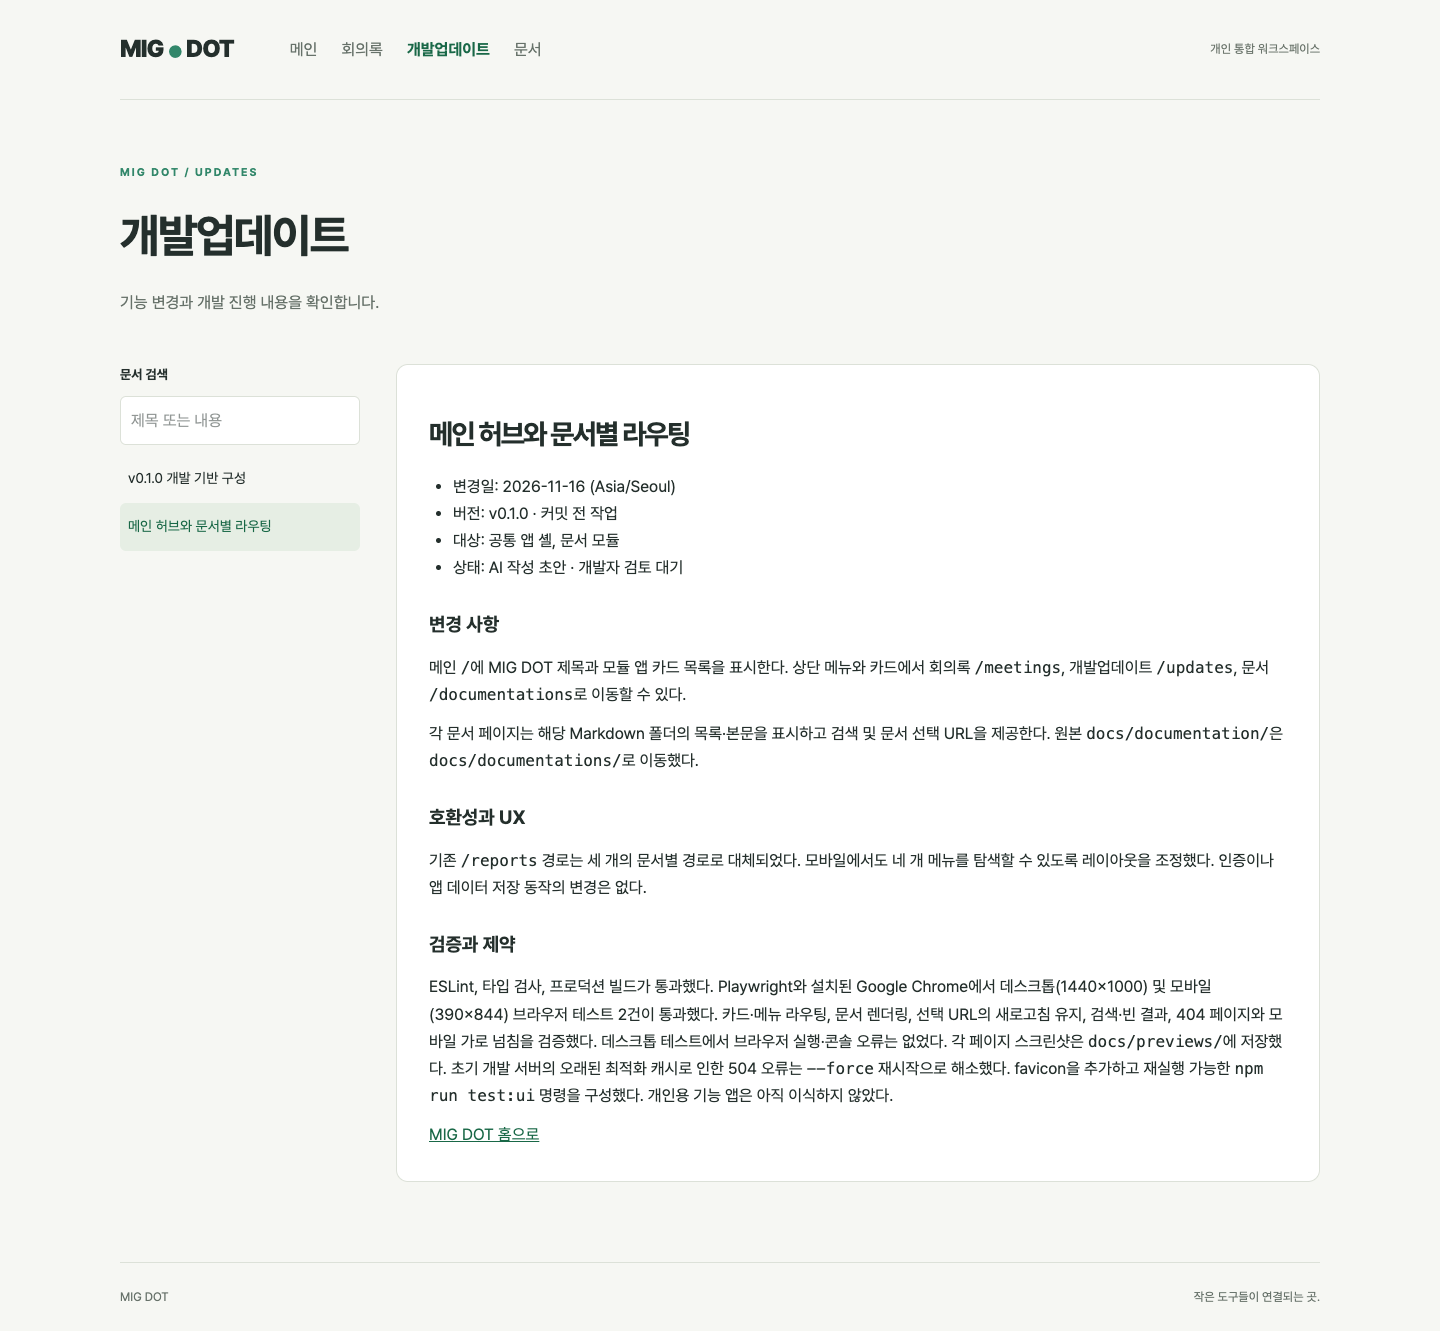 MIG DOT
메인 회의록 개발업데이트 문서
개인 통합 워크스페이스
MIG DOT / UPDATES
개발업데이트
기능 변경과 개발 진행 내용을 확인합니다.
문서 검색
제목 또는 내용
v0.1.0 개발 기반 구성
메인 허브와 문서별 라우팅
메인 허브와 문서별 라우팅
• 변경일: 2026-11-16 (Asia/Seoul)
• 버전: v0.1.0 · 커밋 전 작업
• 대상: 공통 앱 셸, 문서 모듈
• 상태: AI 작성 초안 · 개발자 검토 대기
변경 사항
메인 /에 MIG DOT 제목과 모듈 앱 카드 목록을 표시한다. 상단 메뉴와 카드에서 회의록 /meetings, 개발업데이트 /updates, 문서
/documentations로 이동할 수 있다.
각 문서 페이지는 해당 Markdown 폴더의 목록·본문을 표시하고 검색 및 문서 선택 URL을 제공한다. 원본 docs/documentation/은
docs/documentations/로 이동했다.
호환성과 UX
기존 /reports 경로는 세 개의 문서별 경로로 대체되었다. 모바일에서도 네 개 메뉴를 탐색할 수 있도록 레이아웃을 조정했다. 인증이나
앱 데이터 저장 동작의 변경은 없다.
검증과 제약
ESLint, 타입 검사, 프로덕션 빌드가 통과했다. Playwright와 설치된 Google Chrome에서 데스크톱(1440×1000) 및 모바일
(390×844) 브라우저 테스트 2건이 통과했다. 카드·메뉴 라우팅, 문서 렌더링, 선택 URL의 새로고침 유지, 검색·빈 결과, 404 페이지와 모
바일 가로 넘침을 검증했다. 데스크톱 테스트에서 브라우저 실행·콘솔 오류는 없었다. 각 페이지 스크린샷은 docs/previews/에 저장했
다. 초기 개발 서버의 오래된 최적화 캐시로 인한 504 오류는 --force 재시작으로 해소했다. favicon을 추가하고 재실행 가능한 npm
run test:ui 명령을 구성했다. 개인용 기능 앱은 아직 이식하지 않았다.
MIG DOT 홈으로
MIG DOT
작은 도구들이 연결되는 곳.